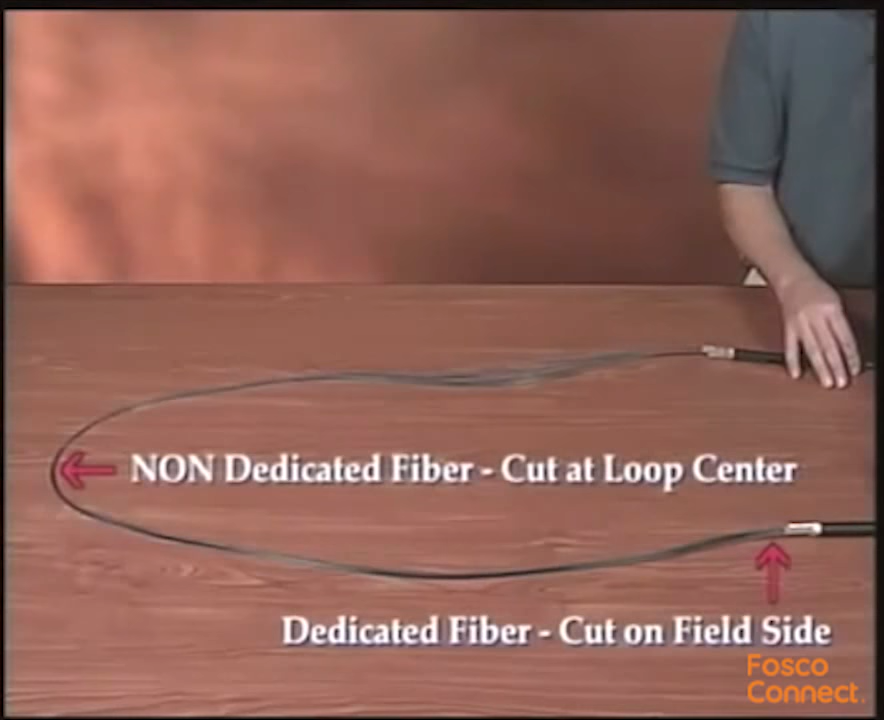 NON Dedicated Fiber - Cut at Loop Center
Dedicated Fiber - Cut on Field Side
Fosco
Connect.